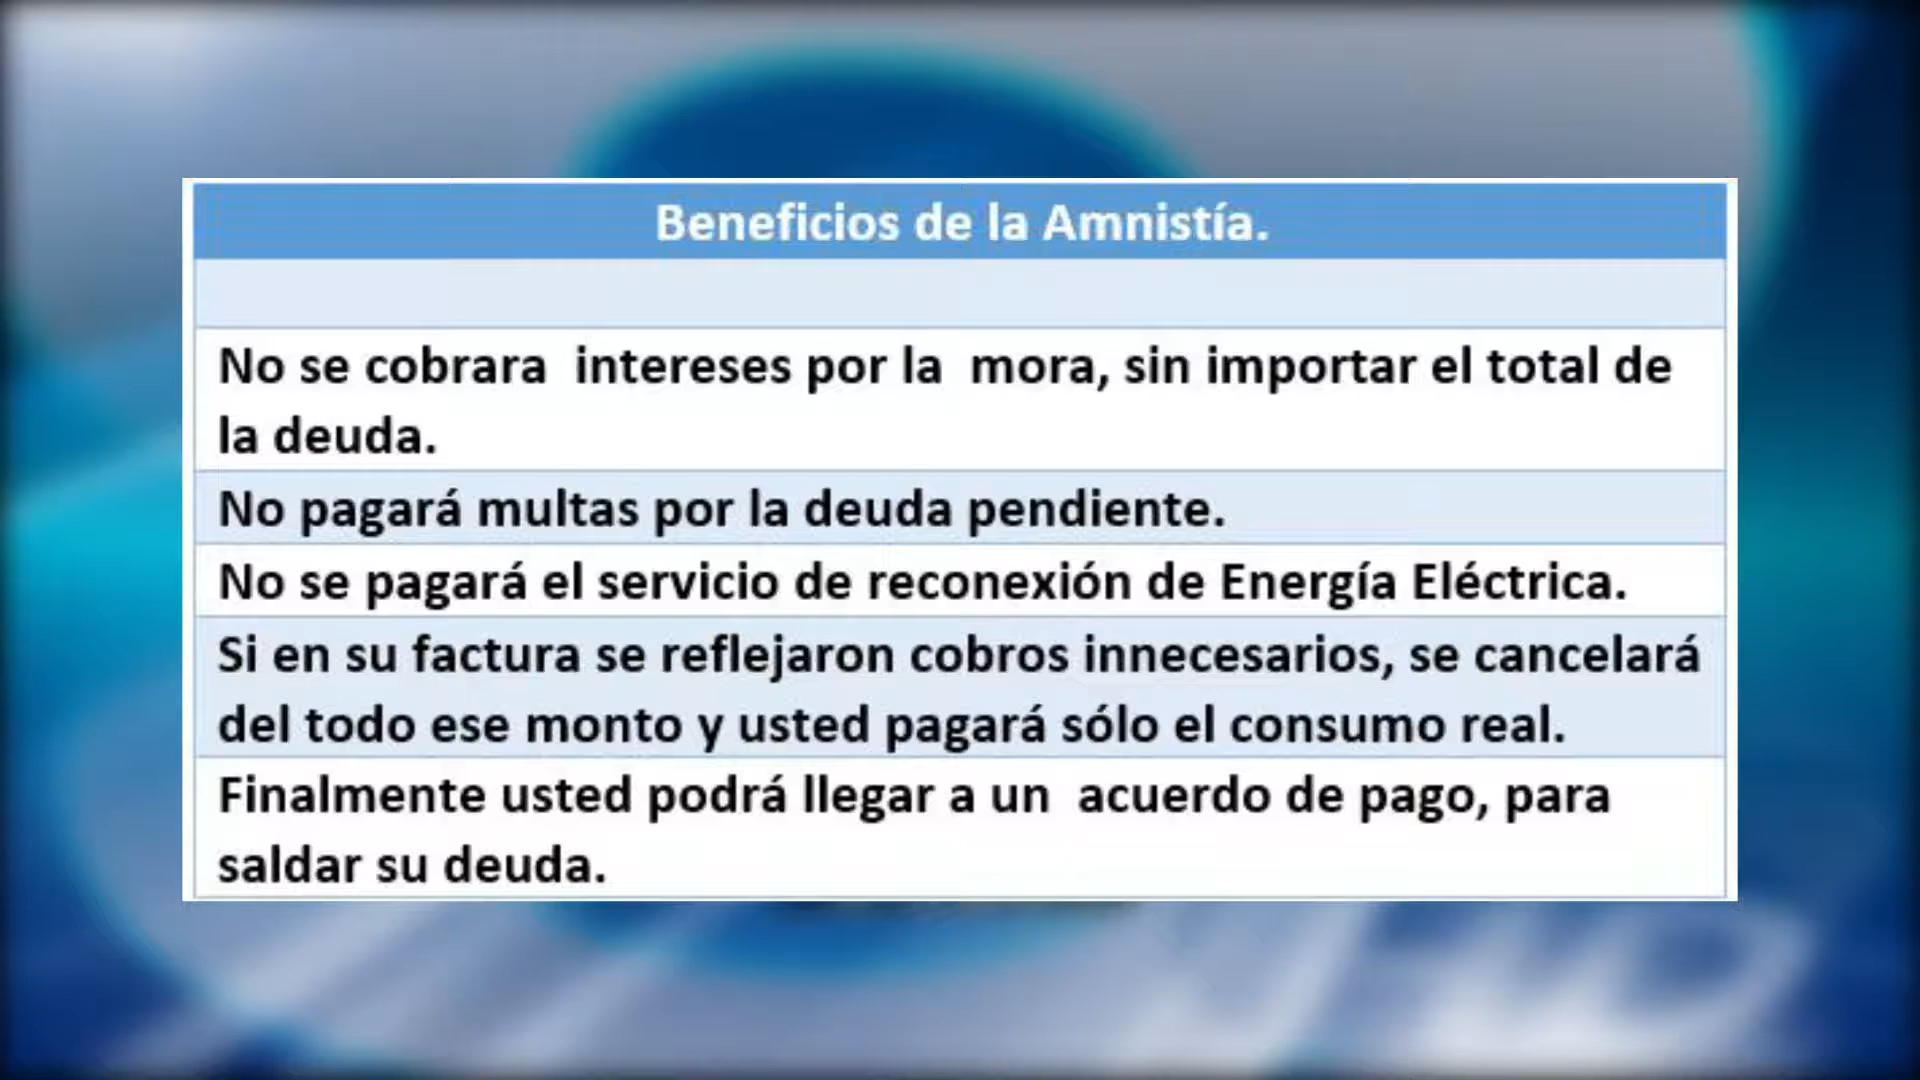 Beneficios de la Amnistía.
No se cobrara intereses por la mora, sin importar el total de
la deuda.
No pagará multas por la deuda pendiente.
No se pagará el servicio de reconexión de Energía Eléctrica.
Si en su factura se reflejaron cobros innecesarios, se cancelará
del todo ese monto y usted pagará sólo el consumo real.
Finalmente usted podrá llegar a un acuerdo de pago, para
saldar su deuda.